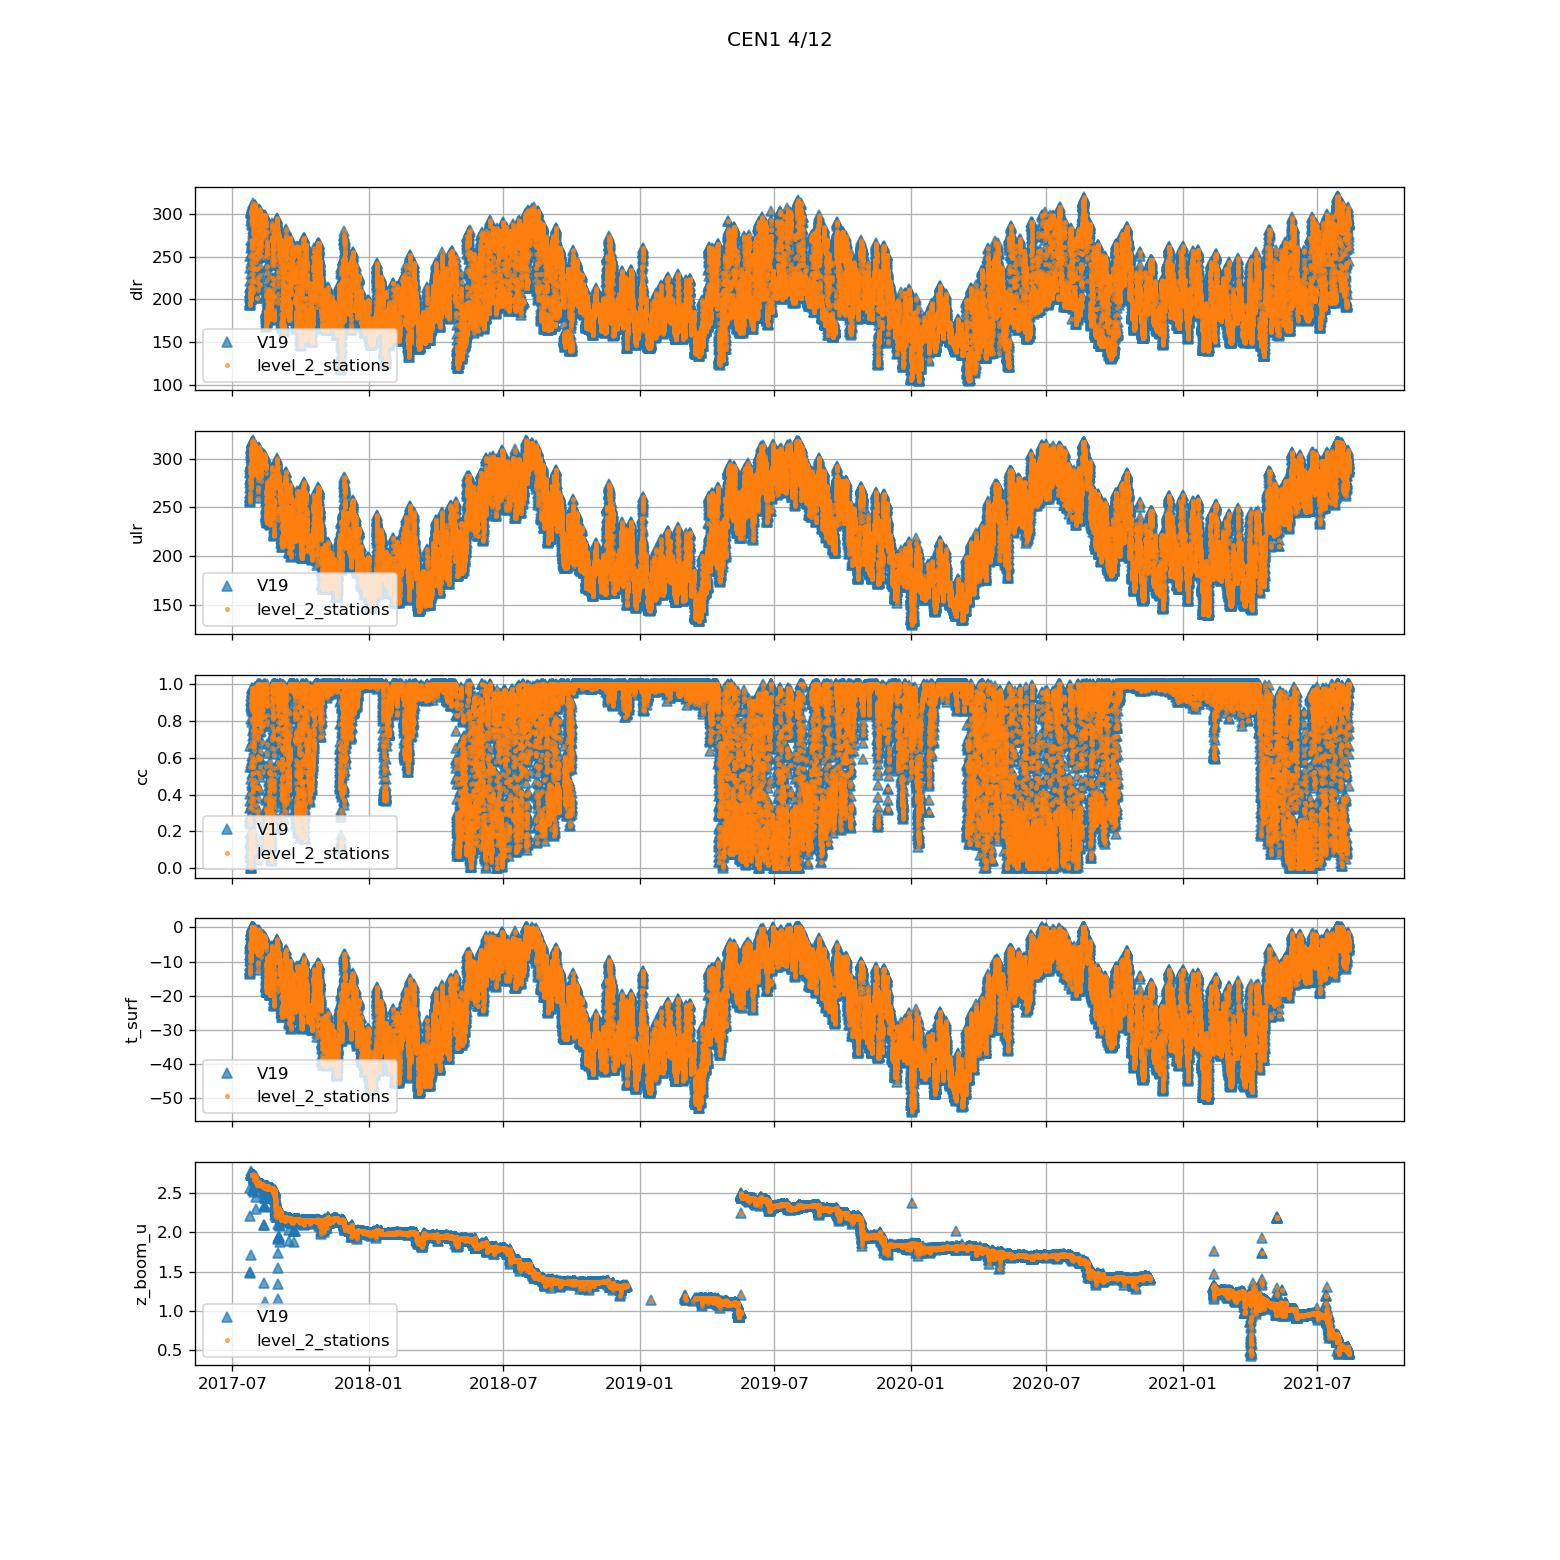 CEN1 4/12
300
250
200
150
100
dlr
V19
level_2_stations
300
250
200
150
ulr
V19
level_2_stations
1.0
0.8
0.6
0.4
0.2
0.0
cc
V19
level_2_stations
0
−10
−20
−30
−40
−50
t_surf
V19
level_2_stations
2.5
2.0
1.5
1.0
0.5
z_boom_u
V19
level_2_stations
2017-07 2018-01 2018-07 2019-01 2019-07 2020-01 2020-07 2021-01 2021-07